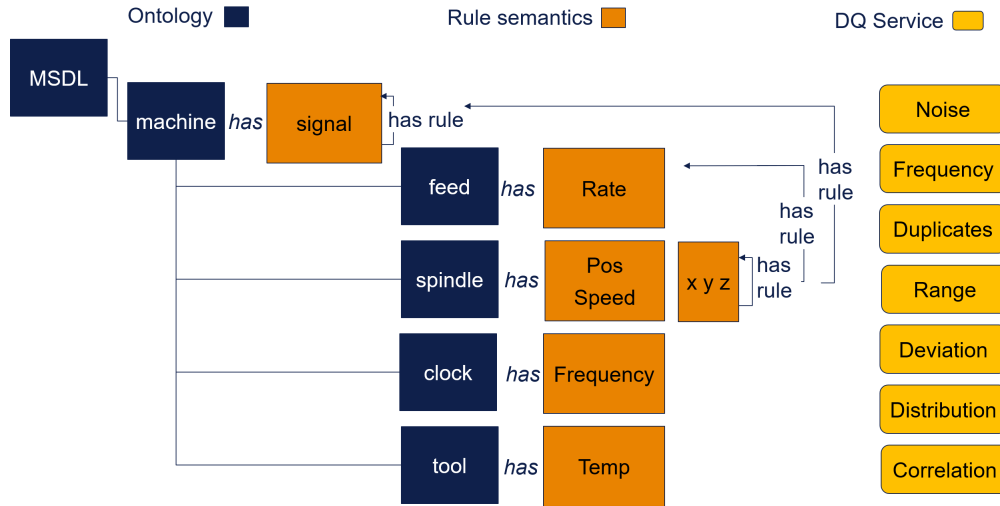 Ontology
Rule semantics
DQ Service
MSDL
machine
has
signal
has rule
feed
has
Rate
spindle
has
Pos
Speed
x y z
has
rule
has
rule
has
rule
clock
has
Frequency
tool
has
Temp
Noise
Frequency
Duplicates
Range
Deviation
Distribution
Correlation